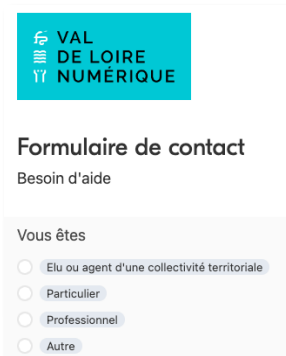 VAL
DE LOIRE
NUMÉRIQUE
Formulaire de contact
Besoin d'aide
Vous êtes
Elu ou agent d'une collectivité territoriale
Particulier
Professionnel
Autre